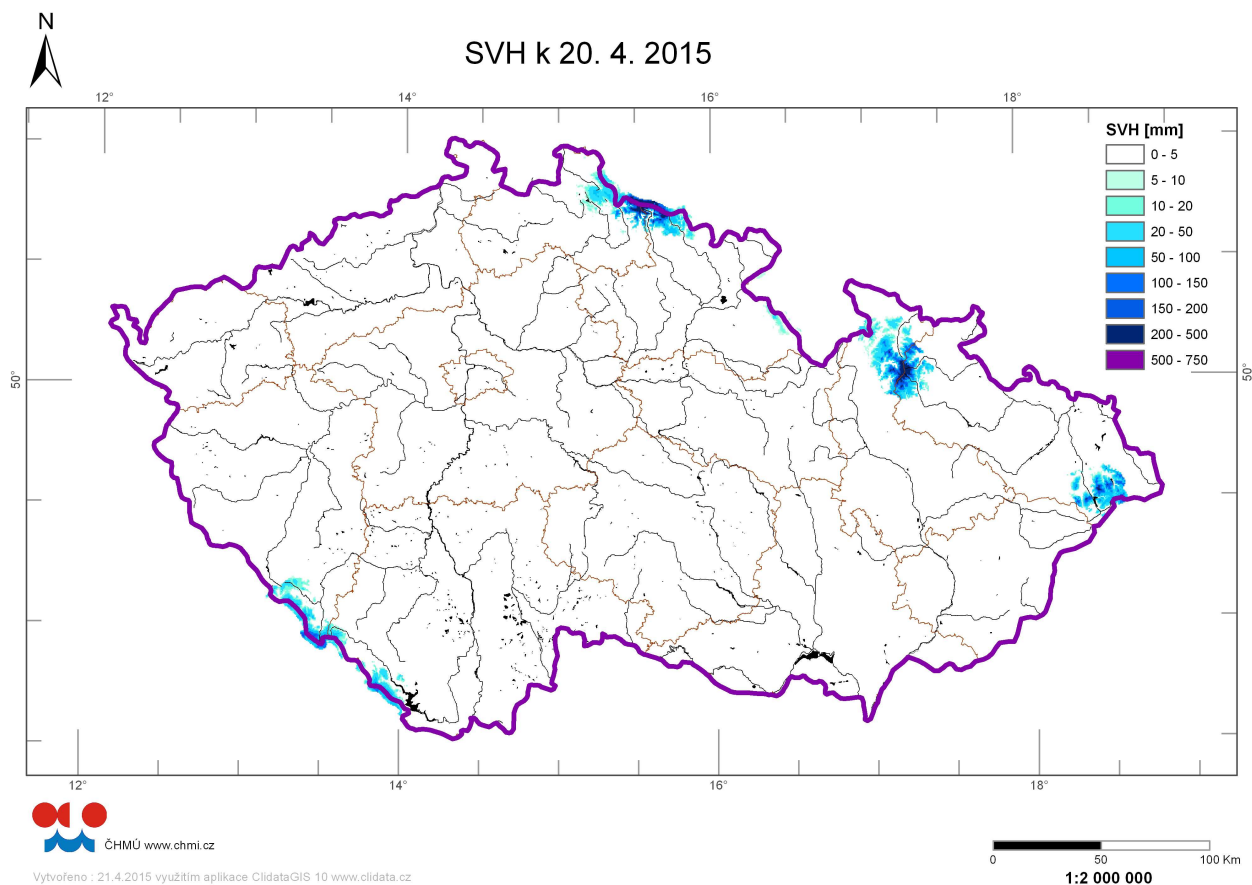 N
SVH k 20. 4. 2015
12° 14° 16° 18°
SVH [mm]
0 - 5
5 - 10
10 - 20
20 - 50
50 - 100
100 - 150
150 - 200
200 - 500
500 - 750
50° 50°
12° 14° 16° 18°
ČHMÚ www.chmi.cz
0 50 100 Km
1:2 000 000
Vytvořeno : 21.4.2015 využitím aplikace ClidataGIS 10 www.clidata.cz